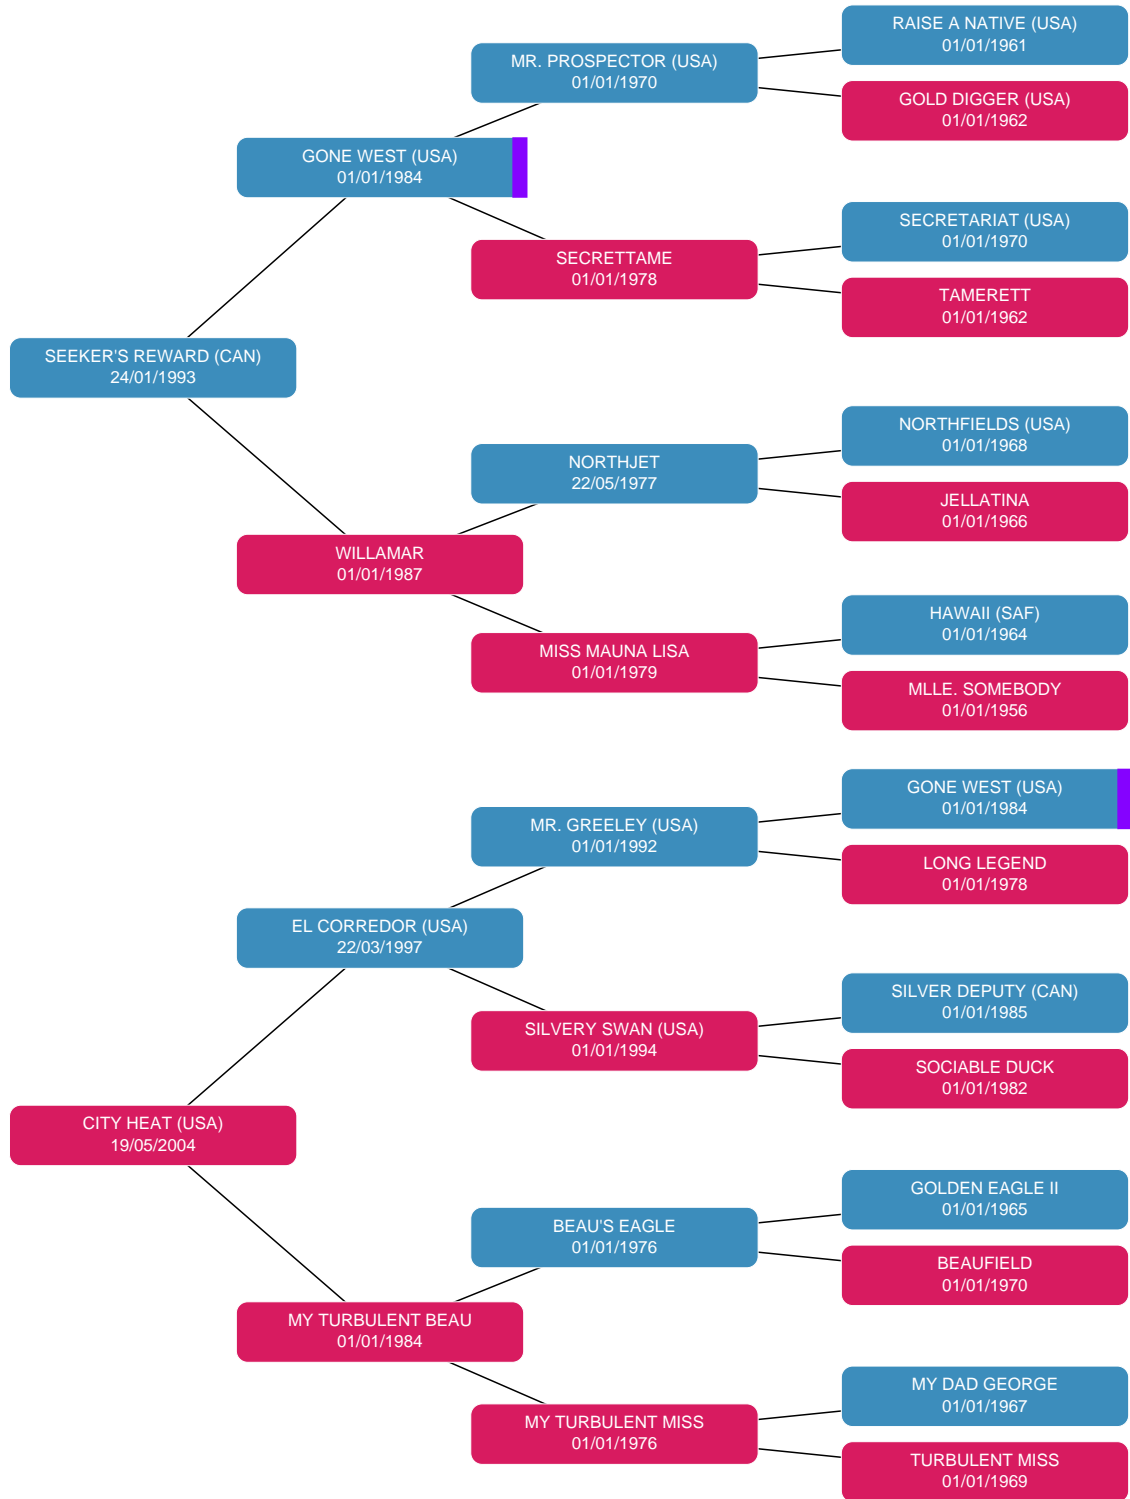 RAISE A NATIVE (USA)
01/01/1961
MR. PROSPECTOR (USA)
01/01/1970
GOLD DIGGER (USA)
01/01/1962
GONE WEST (USA)
01/01/1984
SECRETARIAT (USA)
01/01/1970
SECRETTAME
01/01/1978
TAMERETT
01/01/1962
SEEKER'S REWARD (CAN)
24/01/1993
NORTHFIELDS (USA)
01/01/1968
NORTHJET
22/05/1977
JELLATINA
01/01/1966
WILLAMAR
01/01/1987
HAWAII (SAF)
01/01/1964
MISS MAUNA LISA
01/01/1979
MLLE. SOMEBODY
01/01/1956
GONE WEST (USA)
01/01/1984
MR. GREELEY (USA)
01/01/1992
LONG LEGEND
01/01/1978
EL CORREDOR (USA)
22/03/1997
SILVER DEPUTY (CAN)
01/01/1985
SILVERY SWAN (USA)
01/01/1994
SOCIABLE DUCK
01/01/1982
CITY HEAT (USA)
19/05/2004
GOLDEN EAGLE II
01/01/1965
BEAU'S EAGLE
01/01/1976
BEAUFIELD
01/01/1970
MY TURBULENT BEAU
01/01/1984
MY DAD GEORGE
01/01/1967
MY TURBULENT MISS
01/01/1976
TURBULENT MISS
01/01/1969